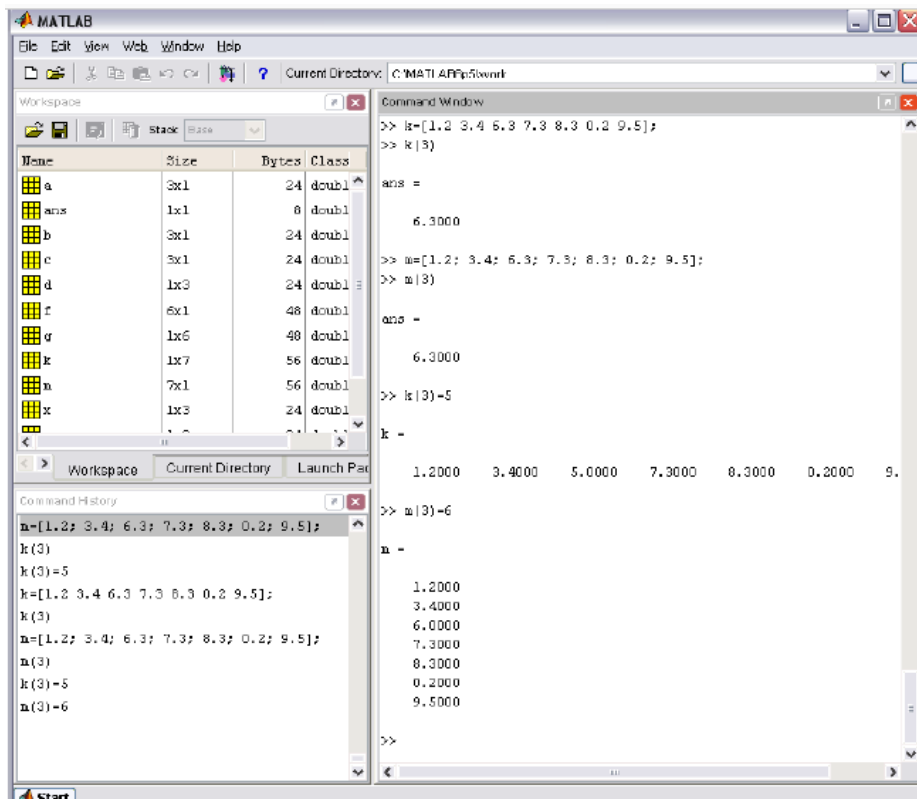 MATLAB
File Edit View Web Window Help
? Current Directory: C:\MATLAB6p5\work
Workspace
Stack: Base
Name Size Bytes Class
a 3x1 24 doubl
ans 1x1 8 doubl
b 3x1 24 doubl
c 3x1 24 doubl
d 1x3 24 doubl
f 6x1 48 doubl
g 1x6 48 doubl
k 1x7 56 doubl
m 7x1 56 doubl
x 1x3 24 doubl
Workspace Current Directory Launch Pad
Command History
m=[1.2; 3.4; 6.3; 7.3; 8.3; 0.2; 9.5];
k(3)
k(3)=5
k=[1.2 3.4 6.3 7.3 8.3 0.2 9.5];
k(3)
m=[1.2; 3.4; 6.3; 7.3; 8.3; 0.2; 9.5];
m(3)
k(3)=5
m(3)=6
Command Window
>> k=[1.2 3.4 6.3 7.3 8.3 0.2 9.5];
>> k(3)
ans =
6.3000
>> m=[1.2; 3.4; 6.3; 7.3; 8.3; 0.2; 9.5];
>> m(3)
ans =
6.3000
>> k(3)=5
k =
1.2000 3.4000 5.0000 7.3000 8.3000 0.2000 9.
>> m(3)=6
m =
1.2000
3.4000
6.0000
7.3000
8.3000
0.2000
9.5000
>>
Start